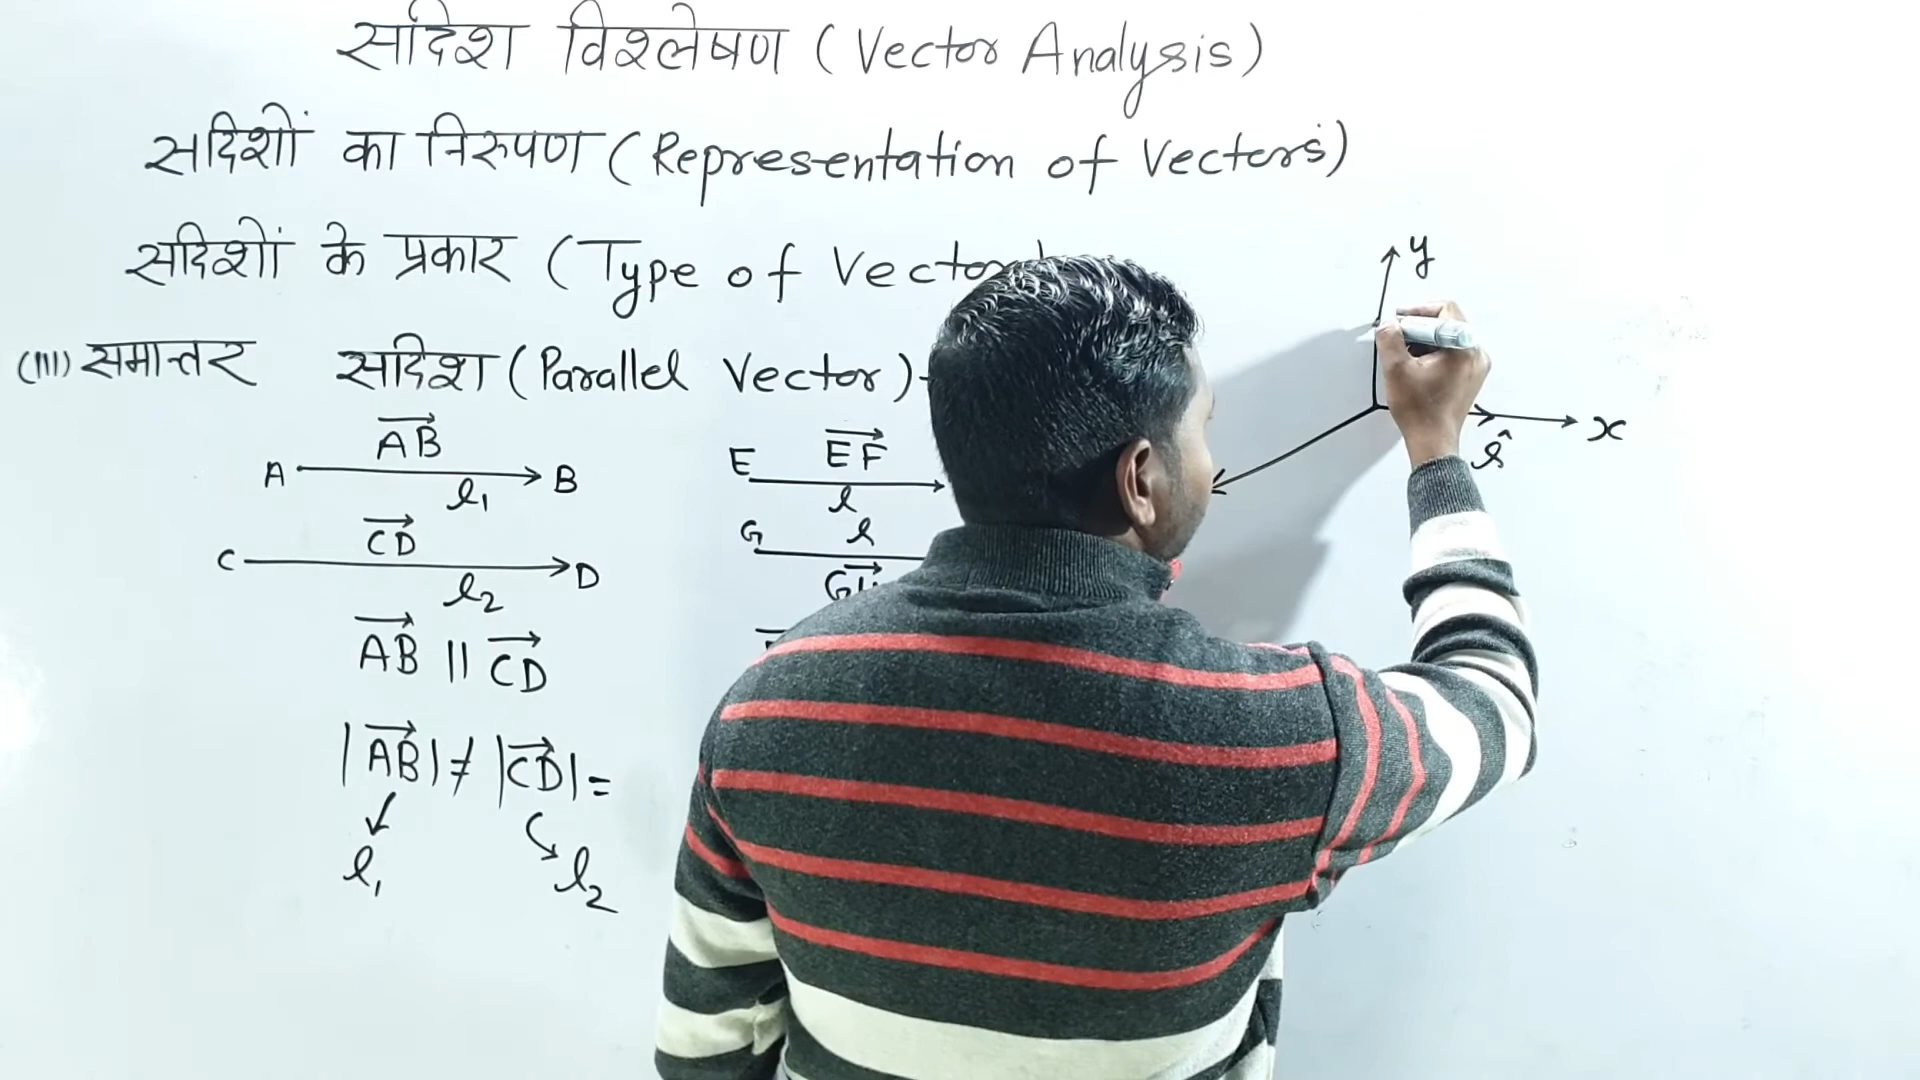 सदिश विश्लेषण (Vector Analysis)
सदिशों का निरुपण (Representation of Vectors)
सदिशों के प्रकार (Type of Vector)
(III) समान्तर सदिश (Parallel Vector)-
AB
A B
l₁
CD
C D
l₂
AB || CD
|AB| ≠ |CD| =
l₁
l₂
E EF
l
G l
y
x